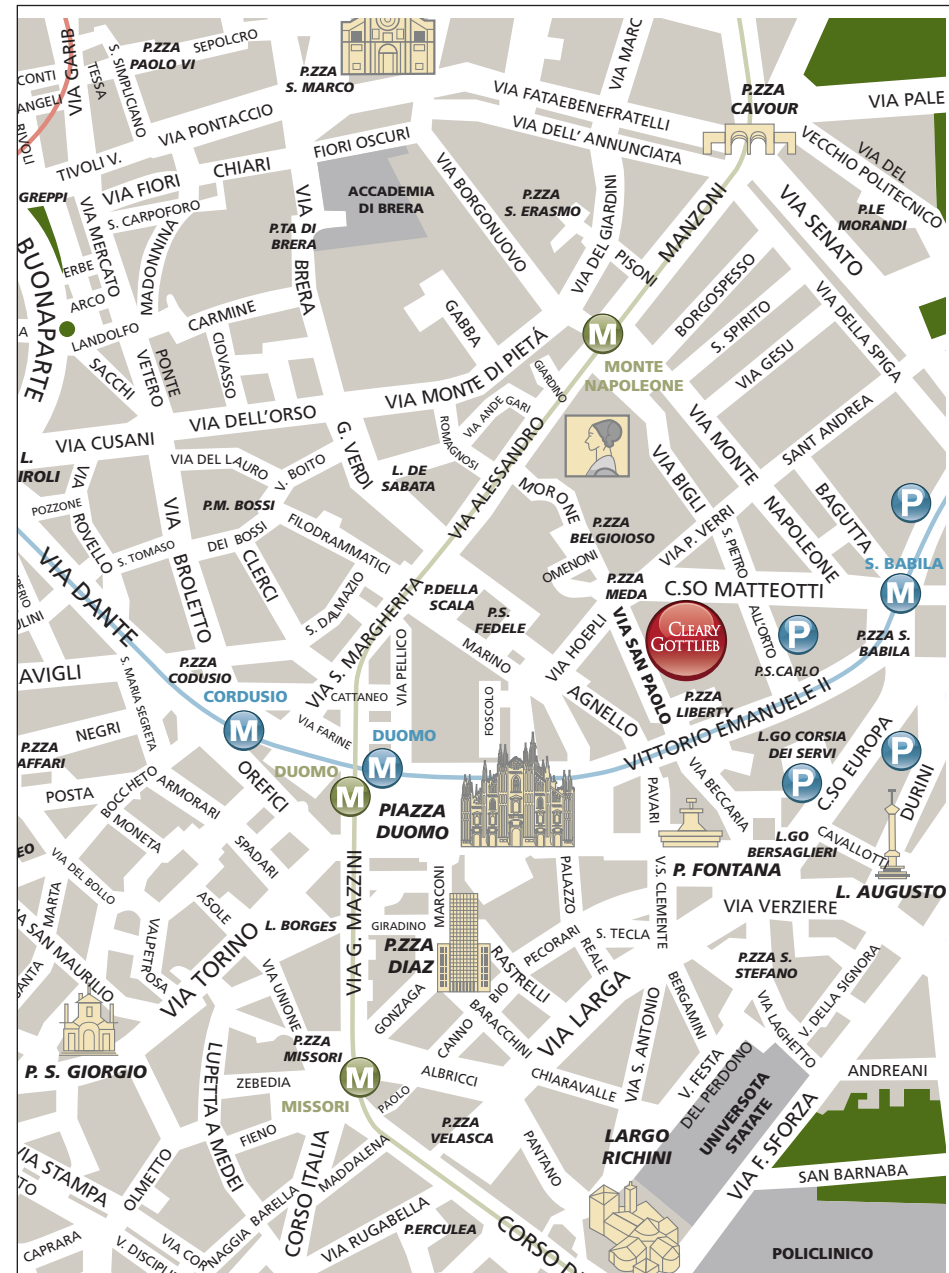 VIA GARIB
TESSA
S. SIMPLICIANO
P.ZZA
PAOLO VI
SEPOLCRO
P.ZZA
S. MARCO
VIA MARC
P.ZZA
CAVOUR
VIA PALE
CONTI
ANGELI
RIVOLI
TIVOLI V.
VIA PONTACCIO
VIA FATAEBENEFRATELLI
VIA DELL' ANNUNCIATA
VECCHIO POLITECNICO
VIA DEL
GREPPI
VIA FIORI
CHIARI
FIORI OSCURI
ACCADEMIA
DI BRERA
VIA BORGONUOVO
P.ZZA
S. ERASMO
VIA DEL GIARDINI
MANZONI
VIA SENATO
P.LE
MORANDI
S. CARPOFORO
VIA MERCATO
MADONNINA
VIA
BRERA
P.TA DI
BRERA
PISONI
BUONAPARTE
ERBE
ARCO
LANDOLFO
A
SACCHI
PONTE
VETERO
CARMINE
CIOVASSO
GABBA
BORGOSPESSO
S. SPIRITO
VIA GESU
VIA DELLA SPIGA
M
MONTE
NAPOLEONE
VIA MONTE DI PIETÁ
GIARDINO
VIA DELL'ORSO
VIA CUSANI
G. VERDI
ROMAGNOSI
VIA ANDE GARI
VIA ALESSANDRO
VIA MONTE
NAPOLEONE
SANT ANDREA
BAGUTTA
L.
IROLI
VIA
ROVELLO
POZZONE
VIA DEL LAURO
V. BOITO
P.M. BOSSI
L. DE
SABATA
MORONE
VIA BIGLI
VIA P. VERRI
S. PIETRO
ALL'ORTO
P
VIA
BROLETTO
S. TOMASO
DEI BOSSI
CLERCI
FILODRAMMATICI
P.ZZA
BELGIOIOSO
OMENONI
S. BABILA
M
VIA DANTE
S. DALMAZIO
P.DELLA
SCALA
P.S.
FEDELE
P.ZZA
MEDA
C.SO MATTEOTTI
CLEARY
GOTTLIEB
P
P.S.CARLO
P.ZZA S.
BABILA
PERIO
OLINI
AVIGLI
VIA S. MARGHERITA
VIA PELLICO
MARINO
VIA HOEPLI
VIA SAN PAOLO
AGNELLO
P.ZZA
LIBERTY
P.ZZA
CODUSIO
CORDUSIO
M
S. MARIA SEGRETA
CATTANEO
VIA FARINE
FOSCOLO
VITTORIO EMANUELE II
L.GO CORSIA
DEI SERVI
P
P
C.SO EUROPA
DURINI
NEGRI
P.ZZA
AFFARI
DUOMO
M
DUOMO
M
OREFICI
PIAZZA
DUOMO
PAVARI
VIA BECCARIA
POSTA
BOCCHETO
ARMORARI
MONETA
SPADARI
P. FONTANA
L.GO
BERSAGLIERI
CAVALLOTTI
L. AUGUSTO
EO
VIA DEL BOLLO
MARTA
ASOLE
VIA G. MAZZINI
MARCONI
PALAZZO
REALE
V.S. CLEMENTE
VIA VERZIERE
VIA SAN MAURILIO
VALPETROSA
VIA TORINO
L. BORGES
GIRADINO
P.ZZA
DIAZ
RASTRELLI
PECORARI
S. TECLA
P.ZZA S.
STEFANO
V. DELLA SIGNORA
SANTA
VIA UNIONE
GONZAGA
CANNO
BIO
BARACCHINI
VIA LARGA
BERGAMINI
VIA LAGHETTO
P. S. GIORGIO
P.ZZA
MISSORI
M
MISSORI
ALBRICCI
CHIARAVALLE
VIA S. ANTONIO
V. FESTA
DEL PERDONO
ANDREANI
LUPETTA A MEDEI
ZEBEDIA
PAOLO
P.ZZA
VELASCA
LARGO
RICHINI
UNIVERSOTA
STATATE
VIA F. SFORZA
FIENO
MADDALENA
PANTANO
SAN BARNABA
VIA STAMPA
TO
OLMETTO
CORSO ITALIA
BARELLA
VIA RUGABELLA
P.ERCULEA
CORSO D
CAPRARA
V. DISCIPLI
VIA CORNAGGIA
POLICLINICO